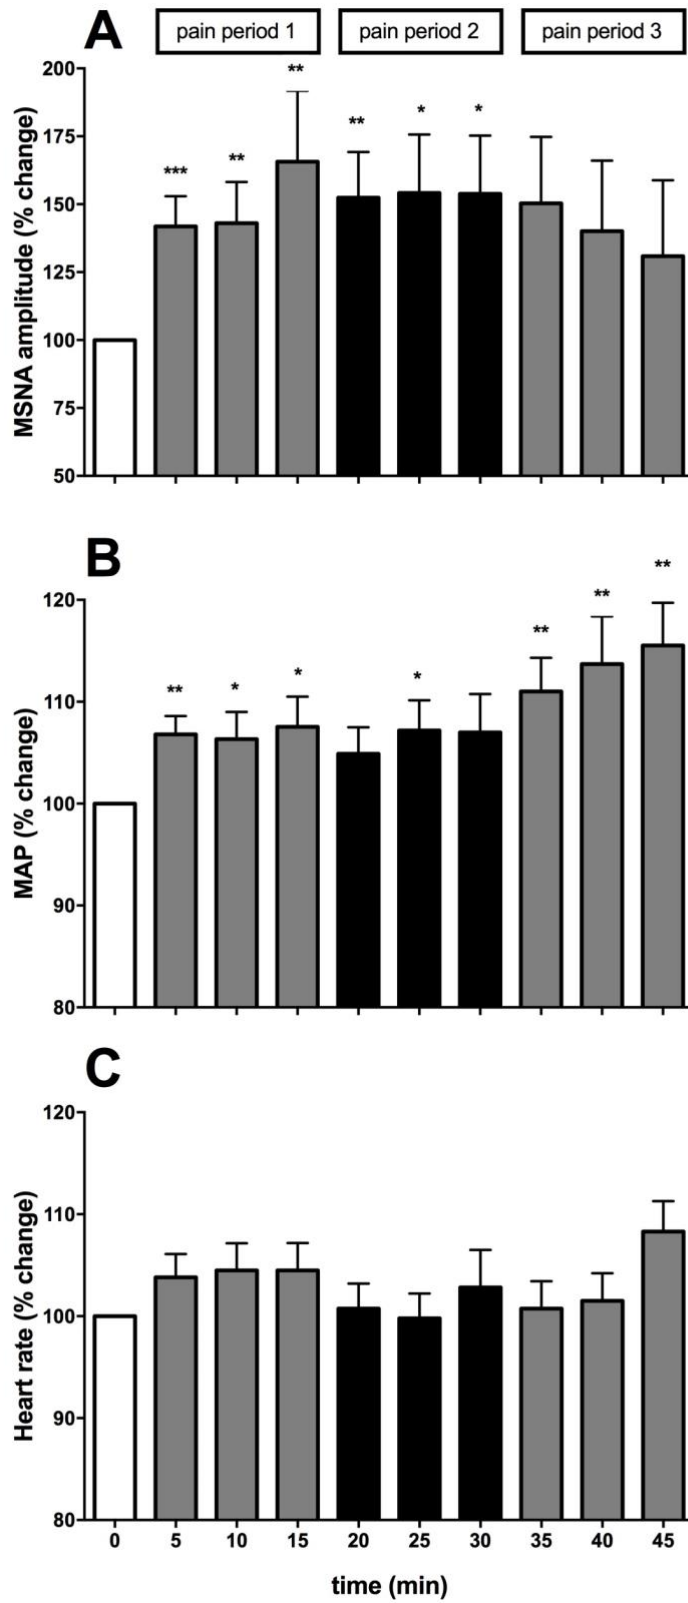 A
pain period 1 pain period 2 pain period 3
MSNA amplitude (% change)
200
175
150
125
100
75
50
*** ** ** ** * *
B
MAP (% change)
120
110
100
90
80
** * * * ** ** **
C
Heart rate (% change)
120
110
100
90
80
0 5 10 15 20 25 30 35 40 45
time (min)